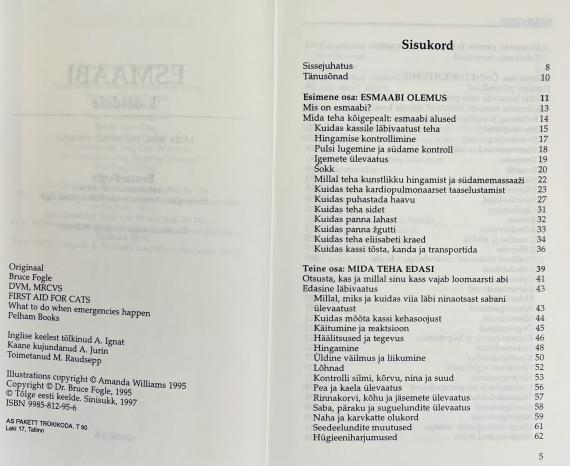 Originaal
Bruce Fogle
DVM, MRCVS
FIRST AID FOR CATS
What to do when emergencies happen
Pelham Books
Inglise keelest tõlkinud A. Ignat
Kaane kujundanud A. Jurin
Toimetanud M. Raudsepp
Illustrations copyright © Amanda Williams 1995
Copyright © Dr. Bruce Fogle, 1995
© Tõlge eesti keelde. Sinisukk, 1997
ISBN 9985-812-95-6
AS PAKETT TRÜKIKODA. T 90
Laki 17, Tallinn
Sisukord
Sissejuhatus 8
Tänusõnad 10
Esimene osa: ESMAABI OLEMUS 11
Mis on esmaabi? 13
Mida teha kõigepealt: esmaabi alused 14
Kuidas kassile läbivaatust teha 15
Hingamise kontrollimine 17
Pulsi lugemine ja südame kontroll 18
Igemete ülevaatus 19
Šokk 20
Millal teha kunstlikku hingamist ja südamemassaaži 22
Kuidas teha kardiopulmonaarset taaselustamist 23
Kuidas puhastada haavu 27
Kuidas teha sidet 31
Kuidas panna lahast 32
Kuidas panna žgutti 33
Kuidas teha eliisabeti kraed 34
Kuidas kassi tõsta, kanda ja transportida 36
Teine osa: MIDA TEHA EDASI 39
Otsusta, kas ja millal sinu kass vajab loomaarsti abi 41
Edasine läbivaatus 43
Millal, miks ja kuidas viia läbi ninaotsast sabani
ülevaatust 43
Kuidas mõõta kassi kehasoojust 44
Käitumine ja reaktsioon 45
Häälitsused ja tegevus 46
Hingamine 48
Üldine väilmus ja liikumine 50
Lõhnad 52
Kontrolli silmi, kõrvu, nina ja suud 53
Pea ja kaela ülevaatus 56
Rinnakorvi, kõhu ja jäsemete ülevaatus 57
Saba, päraku ja suguelundite ülevaatus 58
Naha ja karvkatte olukord 59
Seedeelundite muutused 61
Hügieeniharjumused 62
5